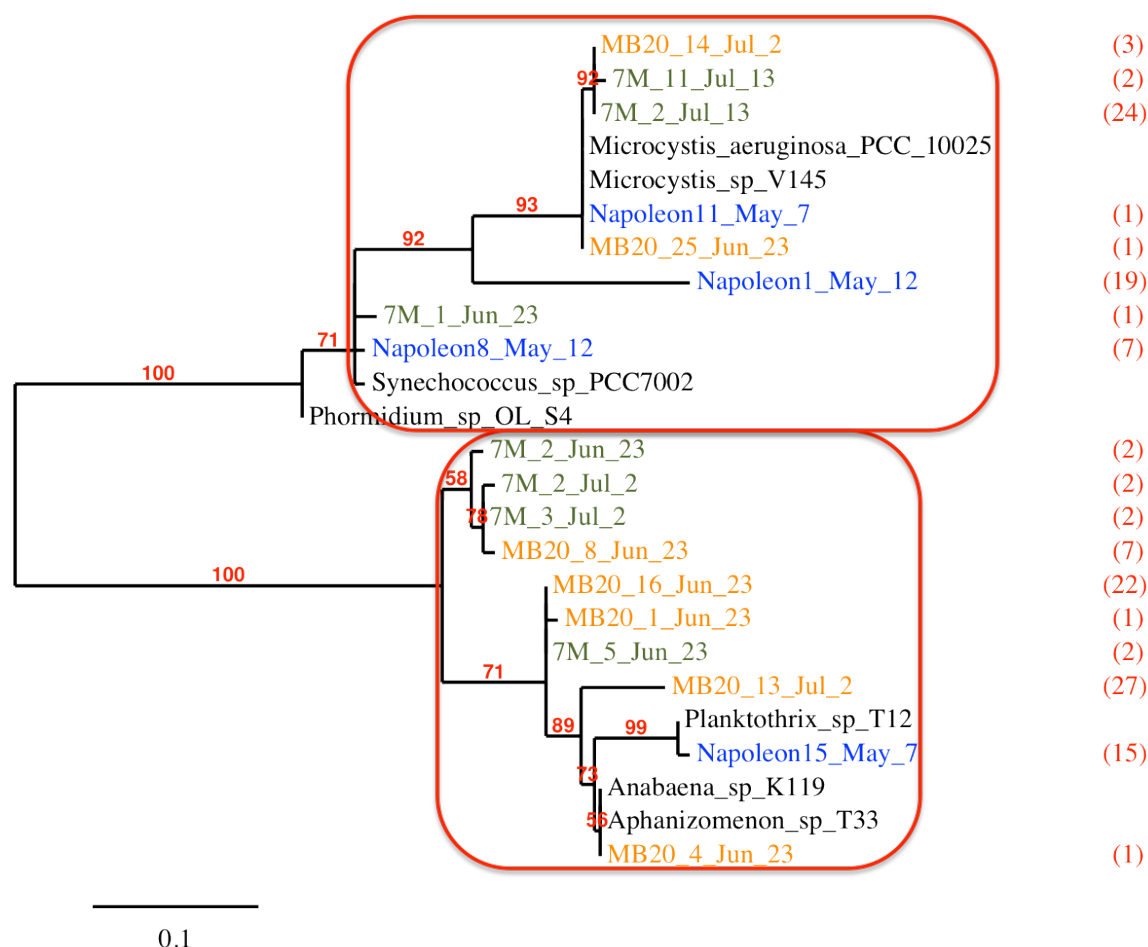 MB20_14_Jul_2 (3)
92 7M_11_Jul_13 (2)
7M_2_Jul_13 (24)
Microcystis_aeruginosa_PCC_10025
Microcystis_sp_V145
93 Napoleon11_May_7 (1)
92 MB20_25_Jun_23 (1)
Napoleon1_May_12 (19)
7M_1_Jun_23 (1)
71 Napoleon8_May_12 (7)
100 Synechococcus_sp_PCC7002
Phormidium_sp_OL_S4
7M_2_Jun_23 (2)
58 7M_2_Jul_2 (2)
78 7M_3_Jul_2 (2)
MB20_8_Jun_23 (7)
100 MB20_16_Jun_23 (22)
MB20_1_Jun_23 (1)
7M_5_Jun_23 (2)
71 MB20_13_Jul_2 (27)
89 99 Planktothrix_sp_T12
Napoleon15_May_7 (15)
73 Anabaena_sp_K119
56 Aphanizomenon_sp_T33
MB20_4_Jun_23 (1)
0.1